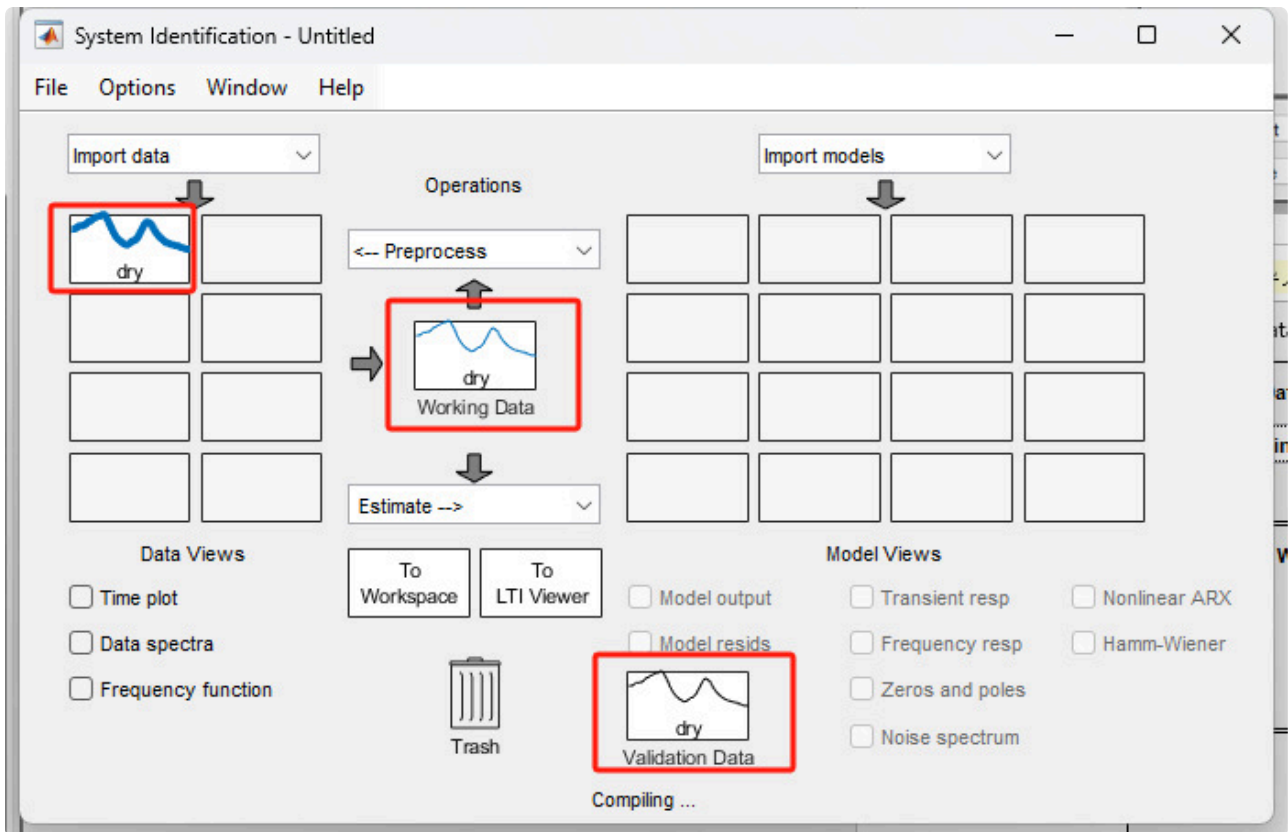 System Identification - Untitled
File Options Window Help
Import data
Import models
Operations
dry
<-- Preprocess
dry
Working Data
Estimate -->
Data Views
Model Views
To
Workspace
To
LTI Viewer
Time plot
Data spectra
Frequency function
Model output
Transient resp
Nonlinear ARX
Model resids
Frequency resp
Hamm-Wiener
Zeros and poles
Noise spectrum
Trash
dry
Validation Data
Compiling ...